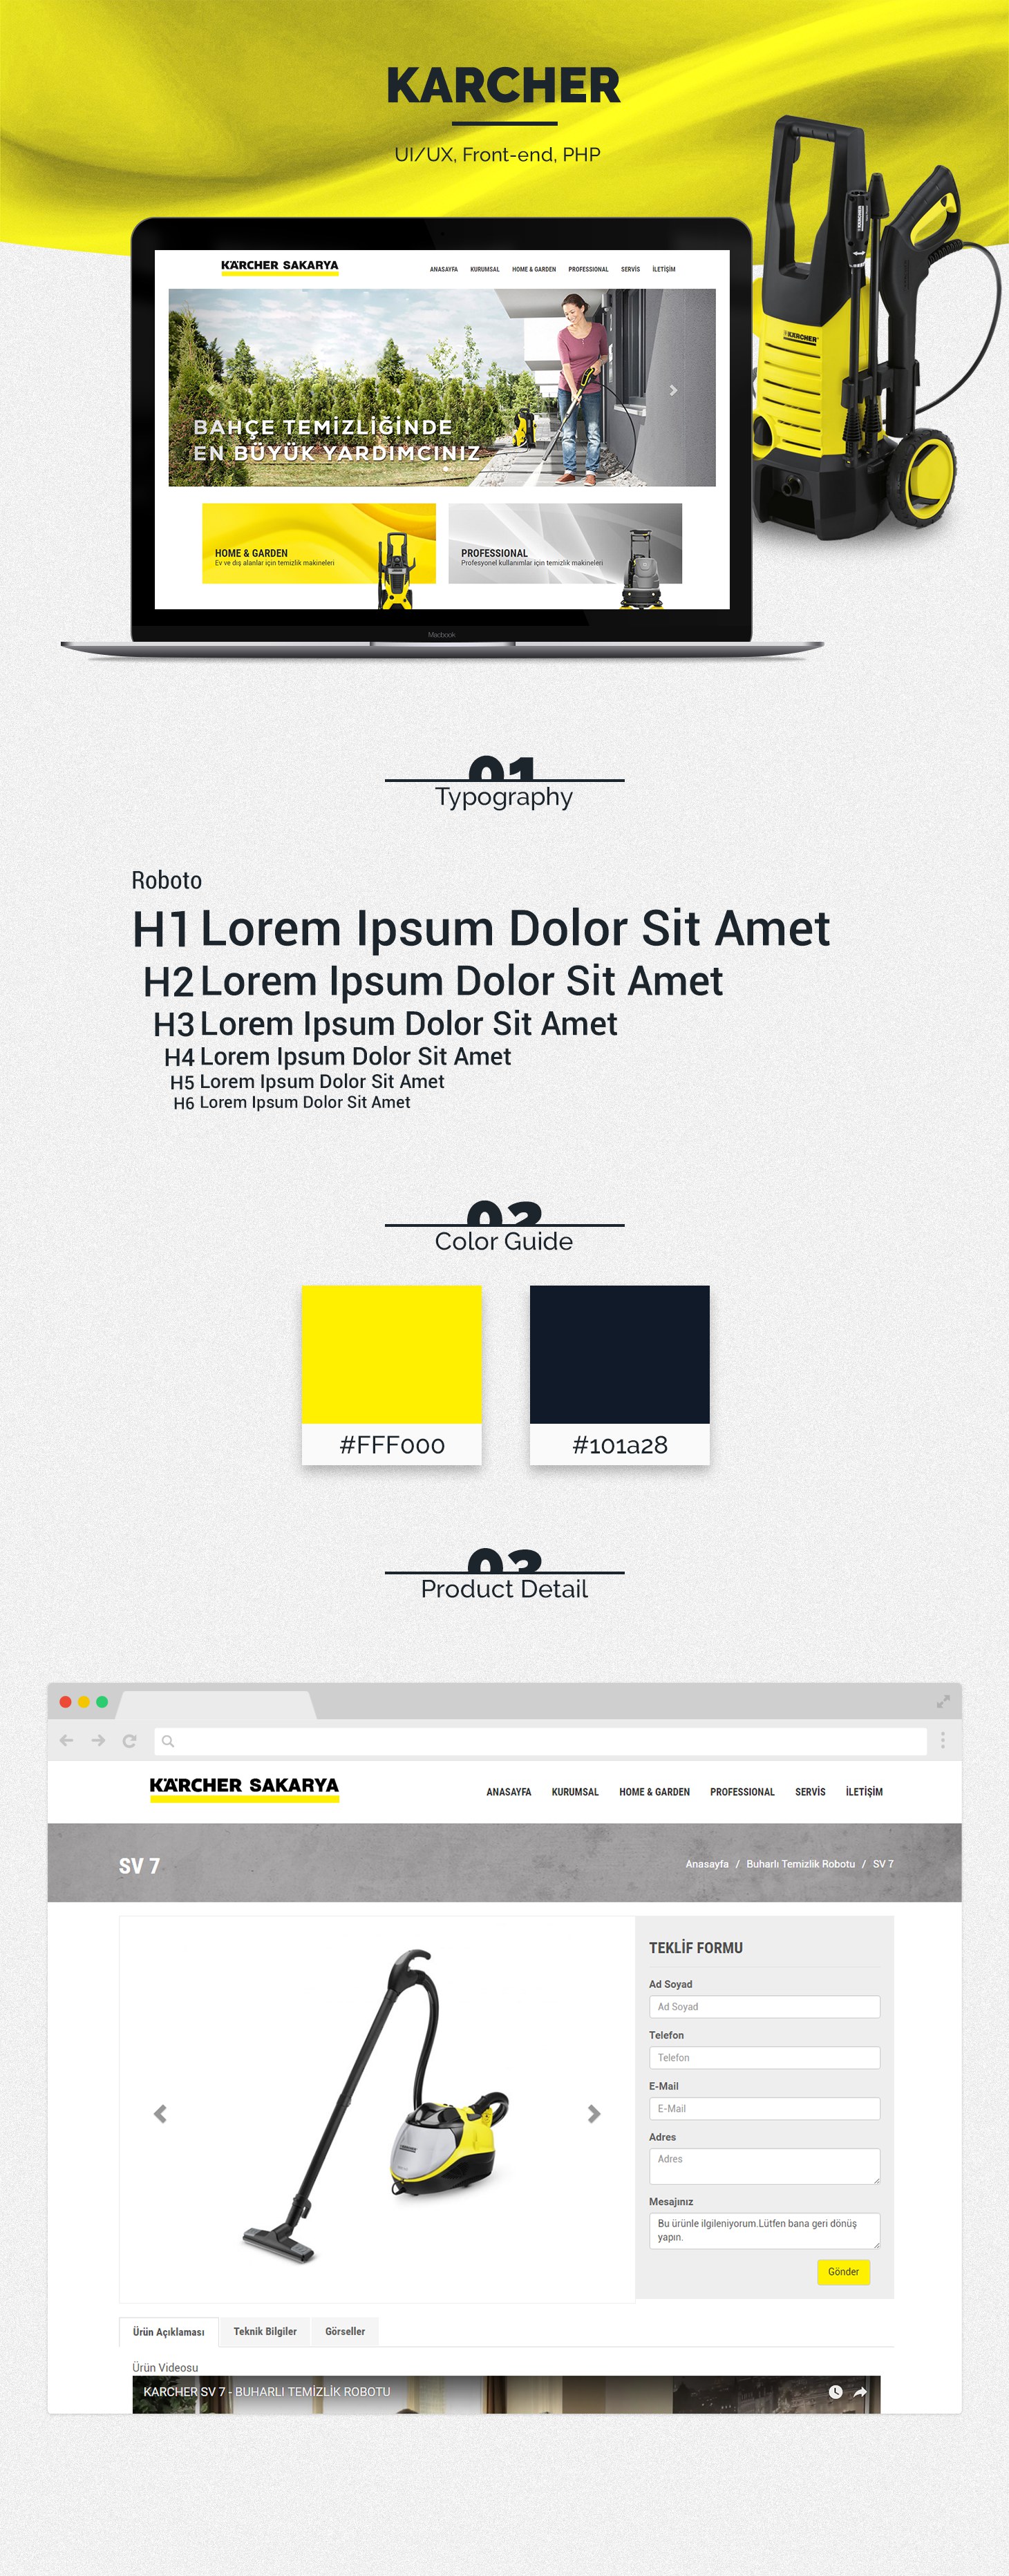 KARCHER
UI/UX, Front-end, PHP
KÄRCHER SAKARYA
ANASAYFA KURUMSAL HOME & GARDEN PROFESSIONAL SERVİS İLETİŞİM
BAHÇE TEMİZLİĞİNDE
EN BÜYÜK YARDIMCINIZ
HOME & GARDEN
Ev ve dış alanlar için temizlik makineleri
PROFESSIONAL
Profesyonel kullanımlar için temizlik makineleri
Macbook
KÄRCHER
01
Typography
Roboto
H1 Lorem Ipsum Dolor Sit Amet
H2 Lorem Ipsum Dolor Sit Amet
H3 Lorem Ipsum Dolor Sit Amet
H4 Lorem Ipsum Dolor Sit Amet
H5 Lorem Ipsum Dolor Sit Amet
H6 Lorem Ipsum Dolor Sit Amet
02
Color Guide
#FFF000
#101a28
03
Product Detail
KÄRCHER SAKARYA
ANASAYFA KURUMSAL HOME & GARDEN PROFESSIONAL SERVİS İLETİŞİM
SV 7
Anasayfa / Buharlı Temizlik Robotu / SV 7
TEKLİF FORMU
Ad Soyad
Ad Soyad
Telefon
Telefon
E-Mail
E-Mail
Adres
Adres
Mesajınız
Bu ürünle ilgileniyorum.Lütfen bana geri dönüş
yapın.
Gönder
Ürün Açıklaması Teknik Bilgiler Görseller
Ürün Videosu
KARCHER SV 7 - BUHARLI TEMİZLİK ROBOTU